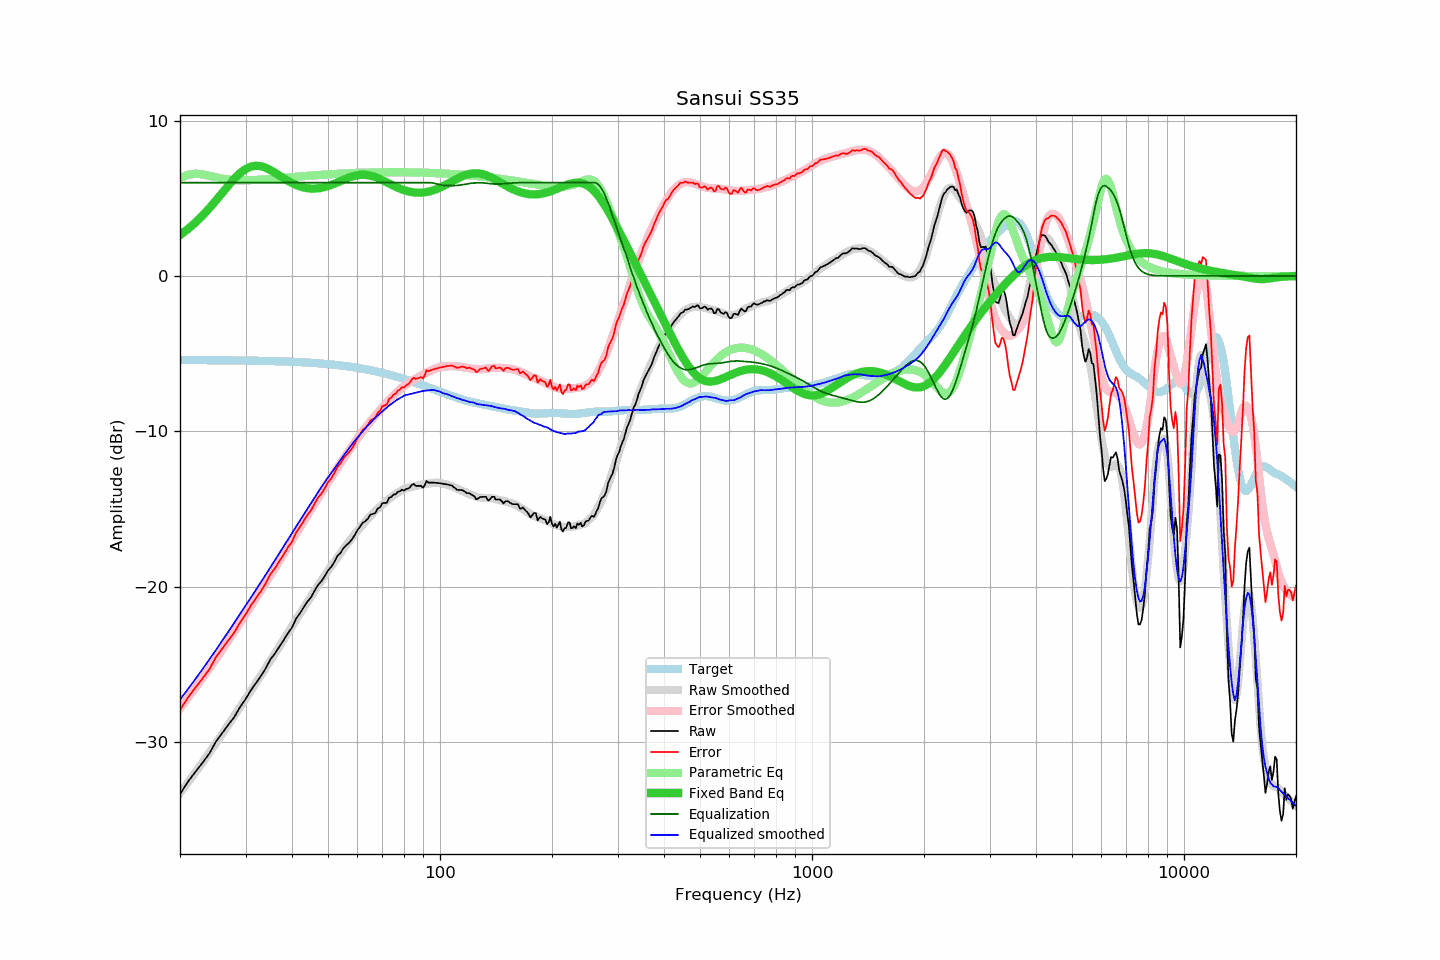 Sansui SS35
10
0
−10
−20
−30
Amplitude (dBr)
100
1000
10000
Frequency (Hz)
Target
Raw Smoothed
Error Smoothed
Raw
Error
Parametric Eq
Fixed Band Eq
Equalization
Equalized smoothed